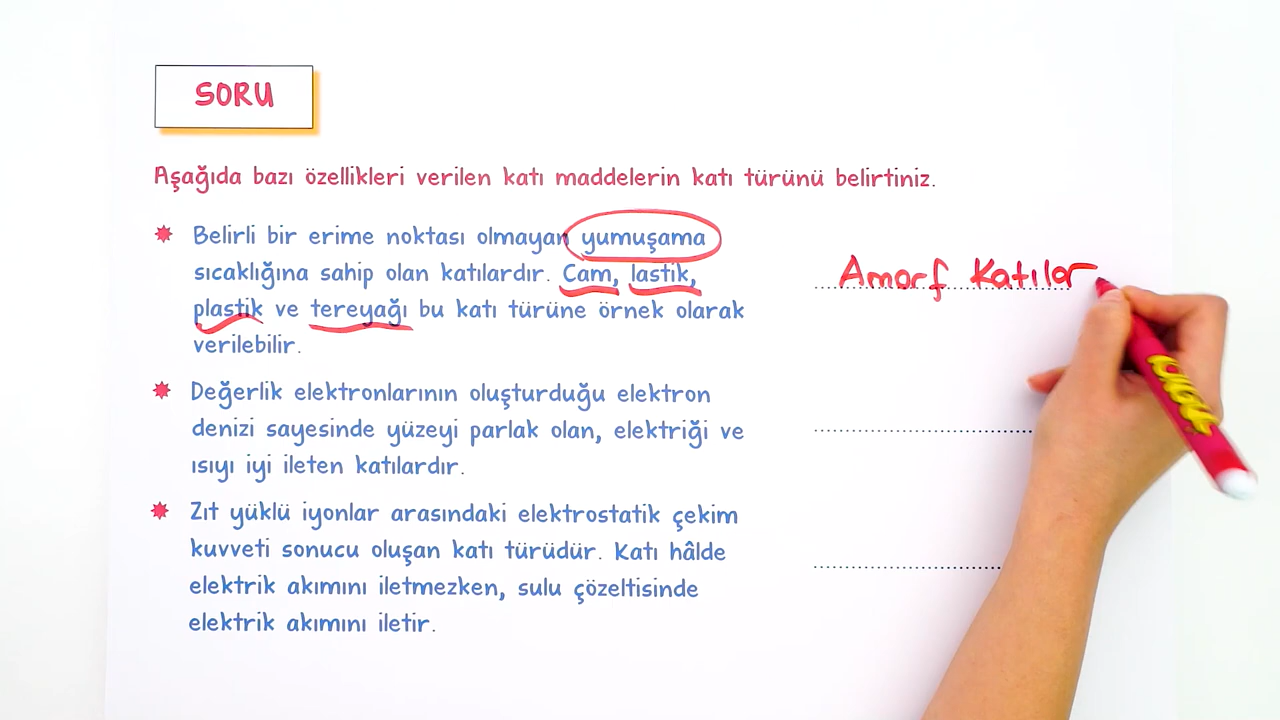 SORU
Aşağıda bazı özellikleri verilen katı maddelerin katı türünü belirtiniz.
Belirli bir erime noktası olmayan yumuşama
sıcaklığına sahip olan katılardır. Cam, lastik,
plastik ve tereyağı bu katı türüne örnek olarak
verilebilir.
Amorf Katılar
Değerlik elektronlarının oluşturduğu elektron
denizi sayesinde yüzeyi parlak olan, elektriği ve
ısıyı iyi ileten katılardır.
Zıt yüklü iyonlar arasındaki elektrostatik çekim
kuvveti sonucu oluşan katı türüdür. Katı hâlde
elektrik akımını iletmezken, sulu çözeltisinde
elektrik akımını iletir.